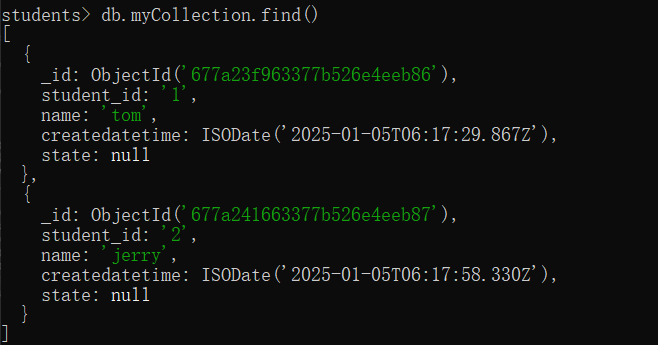 students> db.myCollection.find()
[
  {
    _id: ObjectId('677a23f963377b526e4eeb86'),
    student_id: '1',
    name: 'tom',
    createdatetime: ISODate('2025-01-05T06:17:29.867Z'),
    state: null
  },
  {
    _id: ObjectId('677a241663377b526e4eeb87'),
    student_id: '2',
    name: 'jerry',
    createdatetime: ISODate('2025-01-05T06:17:58.330Z'),
    state: null
  }
]